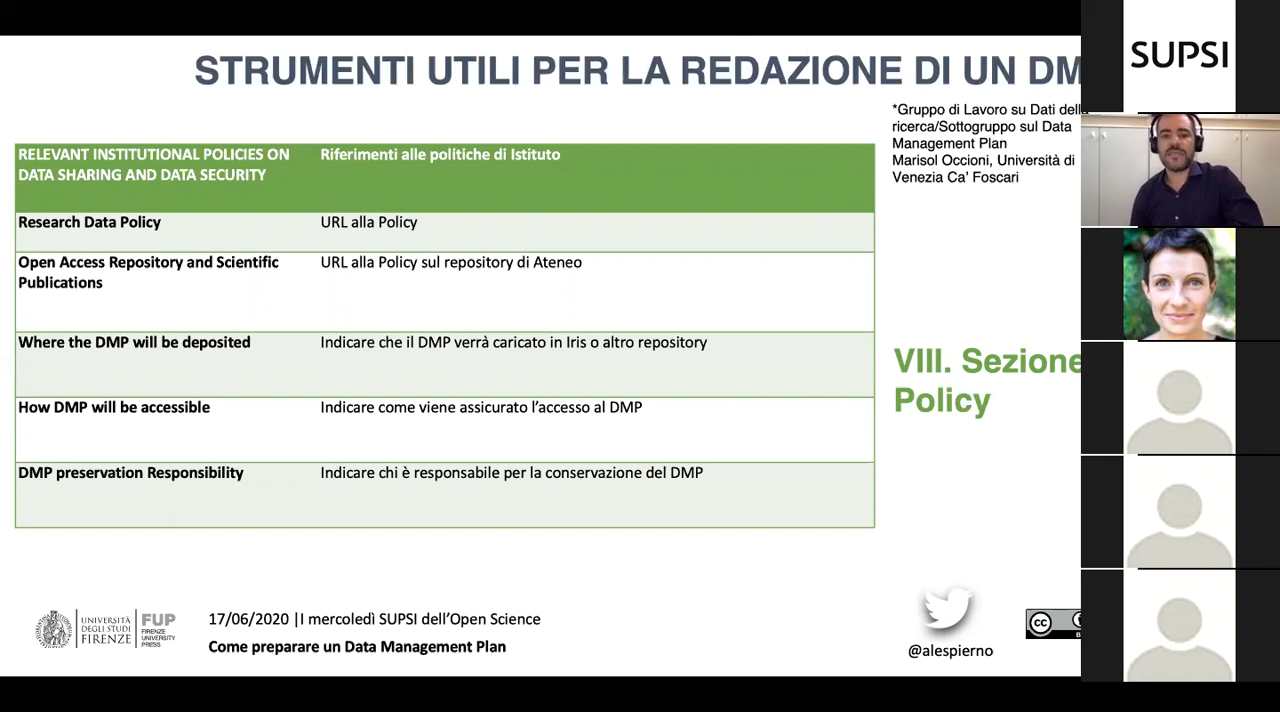 STRUMENTI UTILI PER LA REDAZIONE DI UN DM
SUPSI
*Gruppo di Lavoro su Dati della
ricerca/Sottogruppo sul Data
Management Plan
Marisol Occioni, Università di
Venezia Ca’ Foscari
RELEVANT INSTITUTIONAL POLICIES ON
DATA SHARING AND DATA SECURITY
Riferimenti alle politiche di Istituto
Research Data Policy
URL alla Policy
Open Access Repository and Scientific
Publications
URL alla Policy sul repository di Ateneo
Where the DMP will be deposited
Indicare che il DMP verrà caricato in Iris o altro repository
How DMP will be accessible
Indicare come viene assicurato l’accesso al DMP
DMP preservation Responsibility
Indicare chi è responsabile per la conservazione del DMP
VIII. Sezione
Policy
UNIVERSITÀ
DEGLI STUDI
FIRENZE
FUP
FIRENZE
UNIVERSITY
PRESS
17/06/2020 |I mercoledì SUPSI dell’Open Science
Come preparare un Data Management Plan
@alespierno
CC